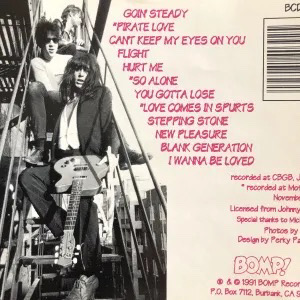 BCD
GOIN' STEADY
*PIRATE LOVE
CAN'T KEEP MY EYES ON YOU
FLIGHT
HURT ME
*SO ALONE
YOU GOTTA LOSE
*LOVE COMES IN SPURTS
STEPPING STONE
NEW PLEASURE
BLANK GENERATION
I WANNA BE LOVED
recorded at CBGB, J
* recorded at
Novemb
Licensed from Johnny
Special thanks to Mic
Photos by
Design by Perky Pa
BOMP!
℗ & © 1991 BOMP Recor
P.O. Box 7112, Burbank, CA 9